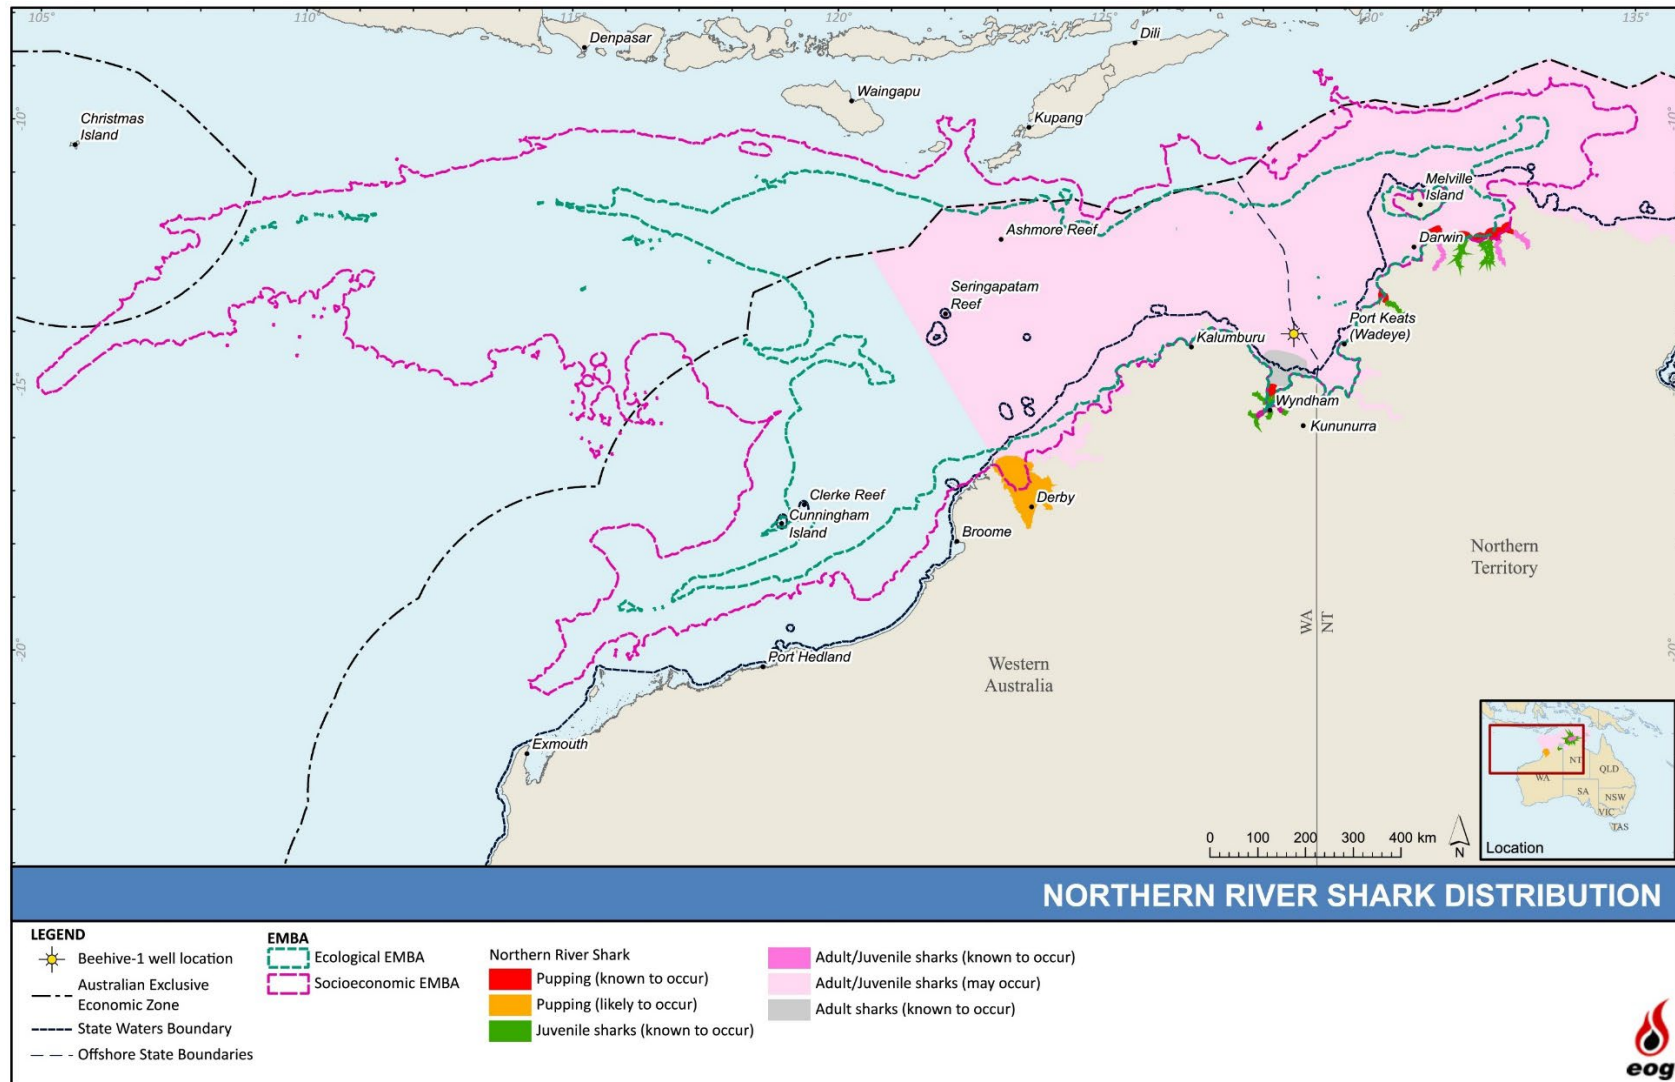 105°
110°
115°
120°
125°
130°
135°
Denpasar
Dili
Waingapu
-10°
-10°
Christmas
Island
Kupang
Melville
Island
Ashmore Reef
Darwin
Seringapatam
Reef
Port Keats
(Wadeye)
Kalumburu
-15°
Wyndham
Kununurra
Clerke Reef
Cunningham
Island
Derby
Broome
Northern
Territory
WA
NT
-20°
-20°
Port Hedland
Western
Australia
Exmouth
WA
NT
QLD
SA
NSW
VIC
TAS
Location
0 100 200 300 400 km
N
NORTHERN RIVER SHARK DISTRIBUTION
LEGEND
Beehive-1 well location
Australian Exclusive
Economic Zone
State Waters Boundary
Offshore State Boundaries
EMBA
Ecological EMBA
Socioeconomic EMBA
Northern River Shark
Pupping (known to occur)
Pupping (likely to occur)
Juvenile sharks (known to occur)
Adult/Juvenile sharks (known to occur)
Adult/Juvenile sharks (may occur)
Adult sharks (known to occur)
eog